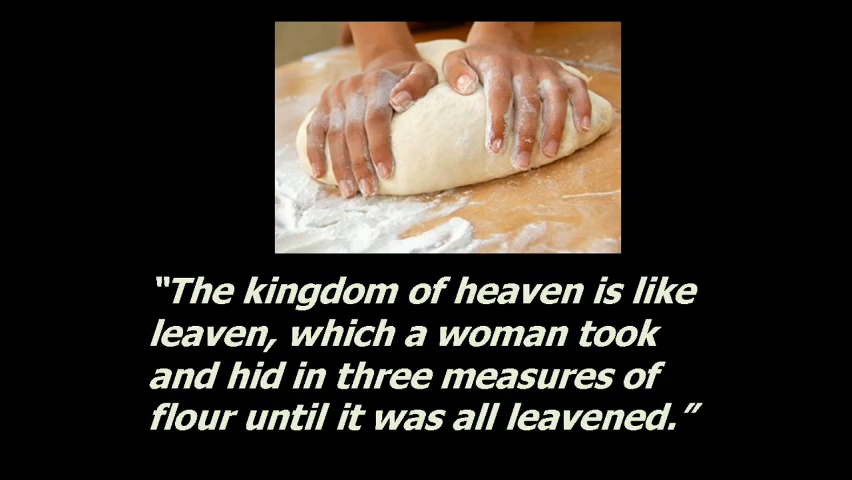 “The kingdom of heaven is like
leaven, which a woman took
and hid in three measures of
flour until it was all leavened.”